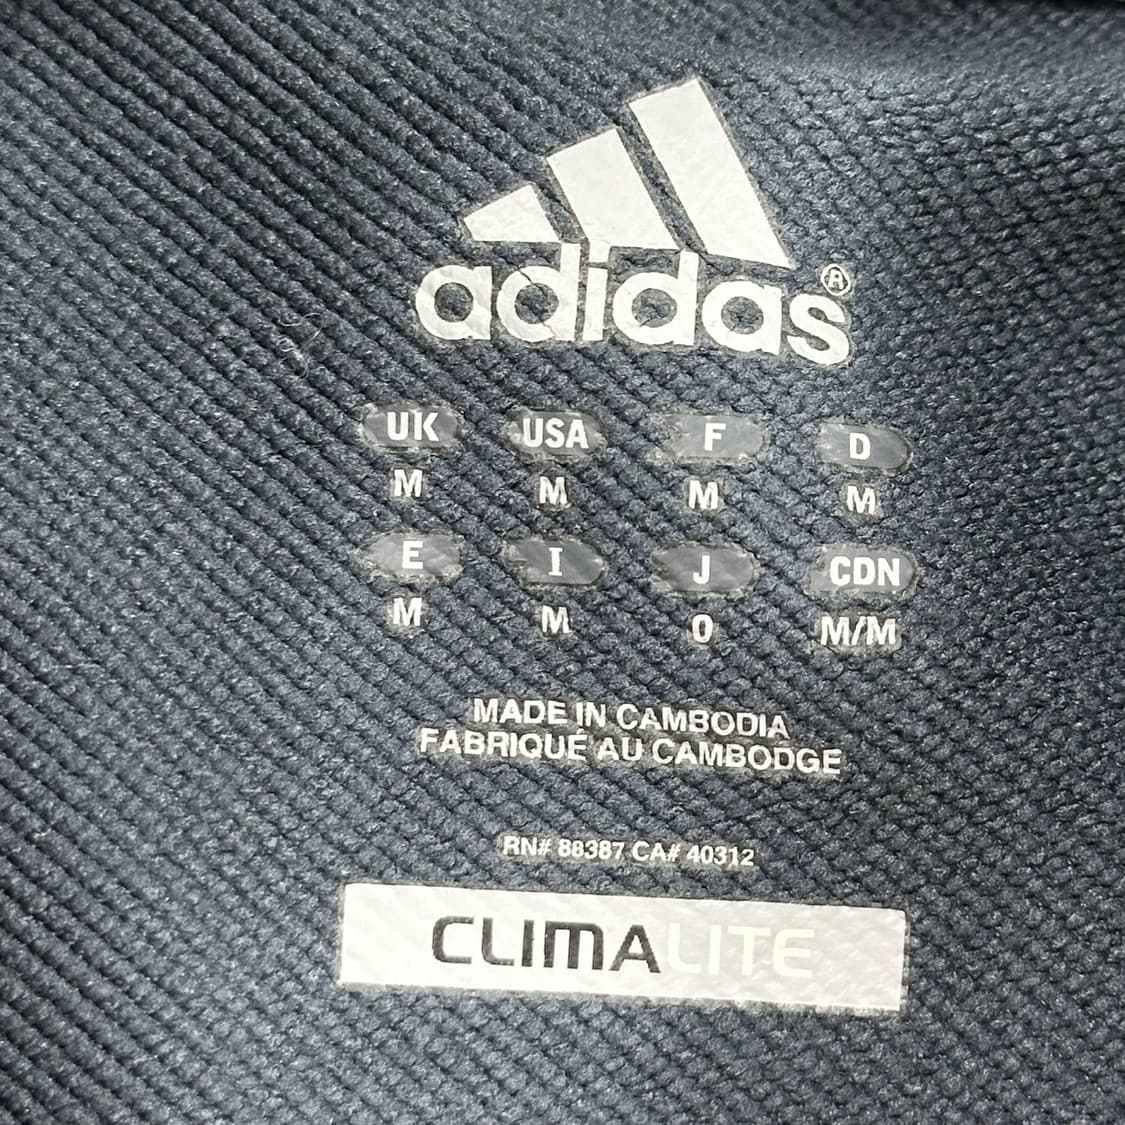 adidas®
UK USA F D
M M M M
E I J CDN
M M O M/M
MADE IN CAMBODIA
FABRIQUÉ AU CAMBODGE
RN# 88387 CA# 40312
CLIMALITE